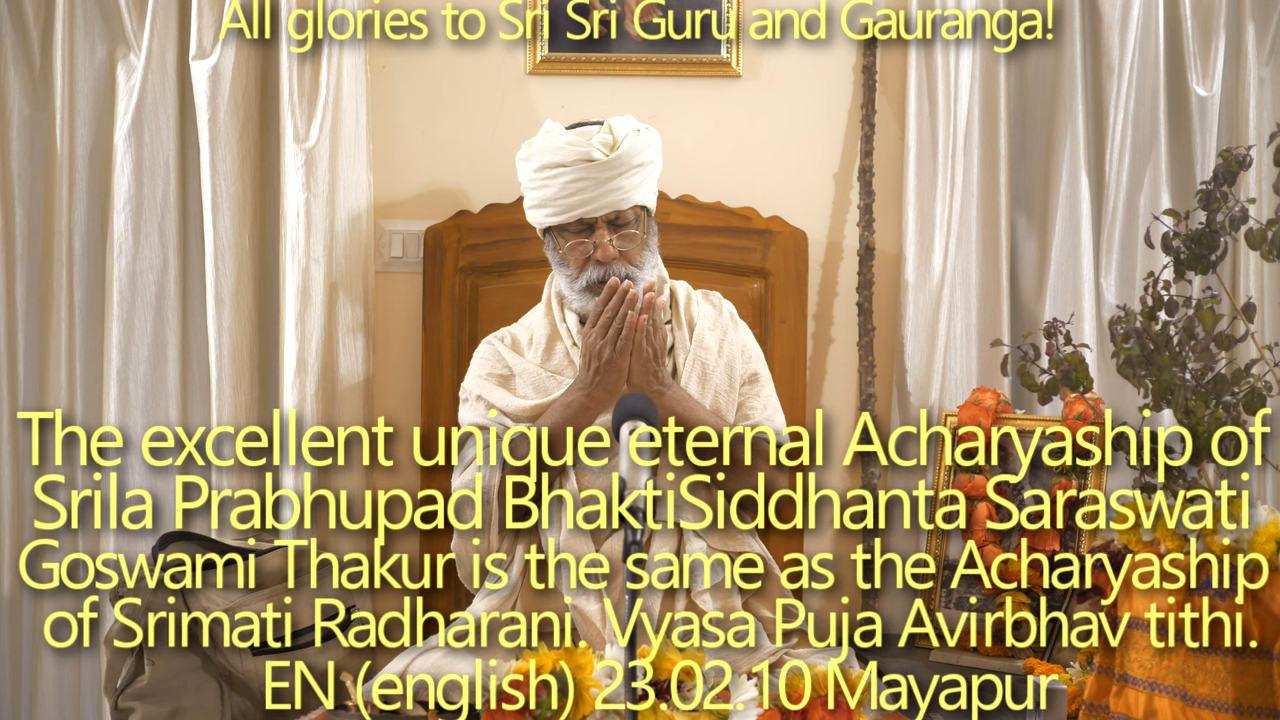 All glories to Sri Sri Guru and Gauranga!
The excellent unique eternal Acharyaship of
Srila Prabhupad BhaktiSiddhanta Saraswati
Goswami Thakur is the same as the Acharyaship
of Srimati Radharani. Vyasa Puja Avirbhav tithi.
EN (english) 23.02.10 Mayapur